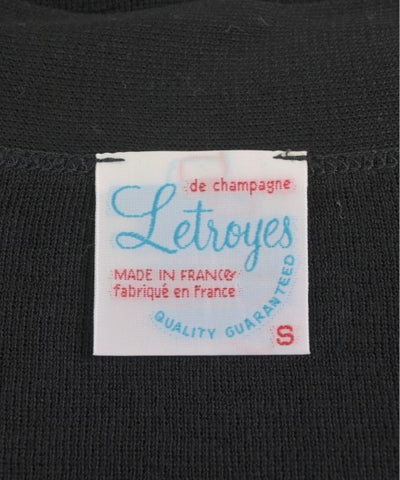 de champagne
Letroyes
MADE IN FRANCE
fabriqué en France
QUALITY GUARANTEED
S